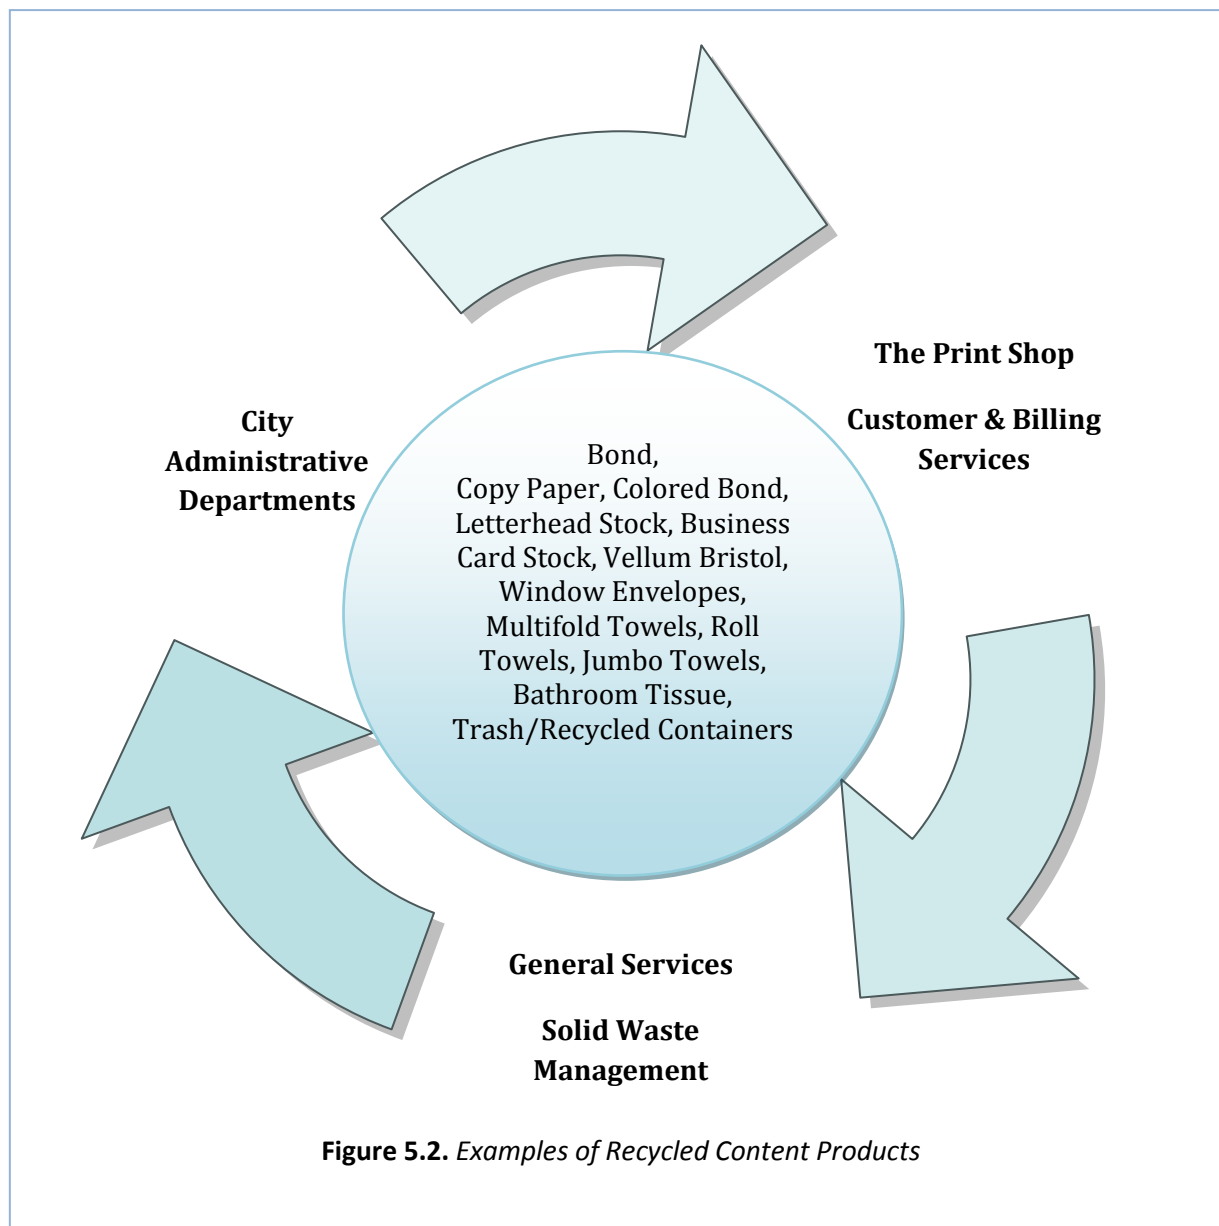 The Print Shop
Customer & Billing
Services
City
Administrative
Departments
Bond,
Copy Paper, Colored Bond,
Letterhead Stock, Business
Card Stock, Vellum Bristol,
Window Envelopes,
Multifold Towels, Roll
Towels, Jumbo Towels,
Bathroom Tissue,
Trash/Recycled Containers
General Services
Solid Waste
Management
Figure 5.2. Examples of Recycled Content Products